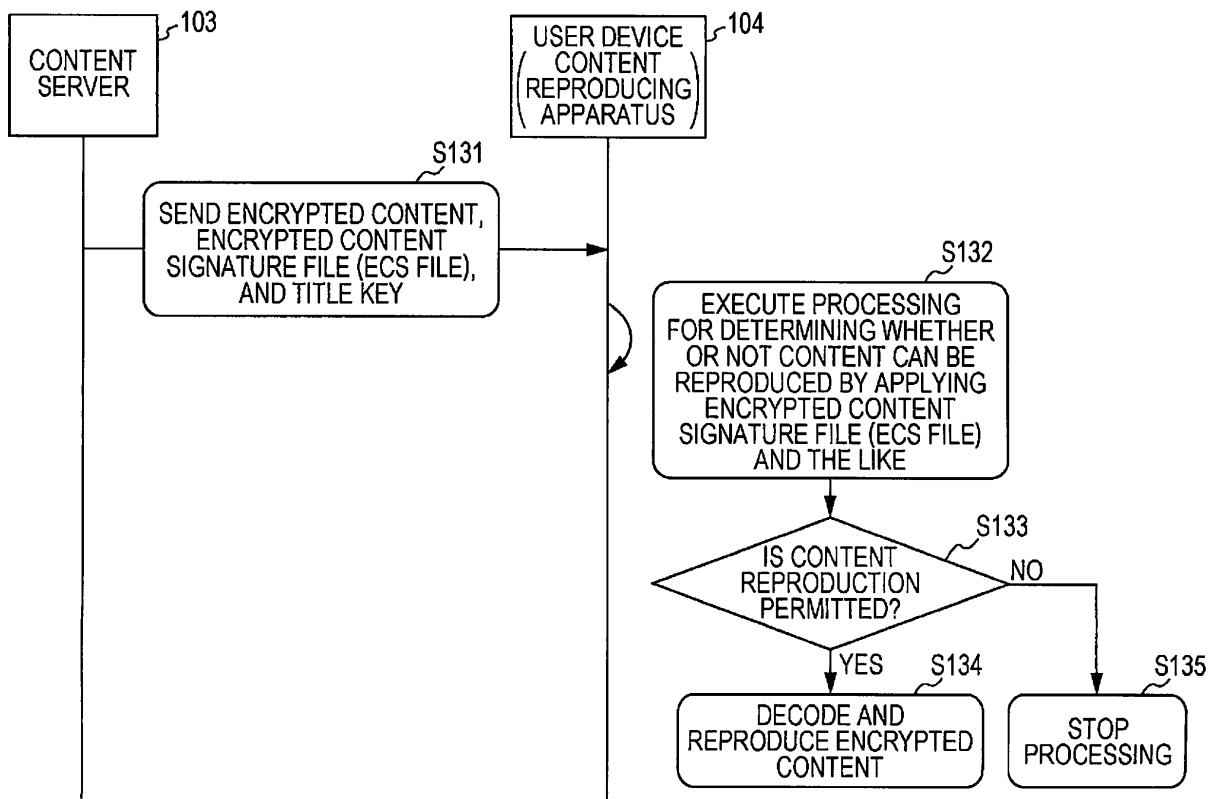 103
CONTENT
SERVER
104
USER DEVICE
CONTENT
REPRODUCING
APPARATUS
S131
SEND ENCRYPTED CONTENT,
ENCRYPTED CONTENT
SIGNATURE FILE (ECS FILE),
AND TITLE KEY
S132
EXECUTE PROCESSING
FOR DETERMINING WHETHER
OR NOT CONTENT CAN BE
REPRODUCED BY APPLYING
ENCRYPTED CONTENT
SIGNATURE FILE (ECS FILE)
AND THE LIKE
S133
IS CONTENT
REPRODUCTION
PERMITTED?
NO
YES
S134
DECODE AND
REPRODUCE ENCRYPTED
CONTENT
S135
STOP
PROCESSING